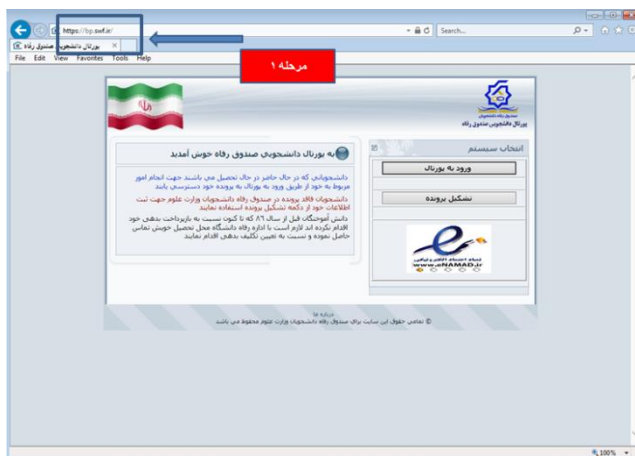 https://bp.swf.ir/
Search...
پورتال دانشجویی صندوق رفاه
File Edit View Favorites Tools Help
مرحله ۱
صندوق رفاه دانشجویان
پورتال دانشجویی صندوق رفاه
انتخاب سیستم
ورود به پورتال
تشکیل پرونده
www.eNAMAD.ir
به پورتال دانشجویی صندوق رفاه خوش آمدید
دانشجویانی که در حال حاضر در حال تحصیل می باشند جهت انجام امور
مربوط به خود از طریق ورود به پورتال به پرونده خود دسترسی یابند
دانشجویان فاقد پرونده در صندوق رفاه دانشجویان وزارت علوم جهت ثبت
اطلاعات خود از دکمه تشکیل پرونده استفاده نمایند
دانش آموختگان قبل از سال ۸۶ که تا کنون نسبت به بازپرداخت بدهی خود
اقدام نکرده اند لازم است با اداره رفاه دانشگاه محل تحصیل خویش تماس
حاصل نموده و نسبت به تعیین تکلیف بدهی اقدام نمایند
درباره ما
© تمامی حقوق این سایت برای صندوق رفاه دانشجویان وزارت علوم محفوظ می باشد
100%